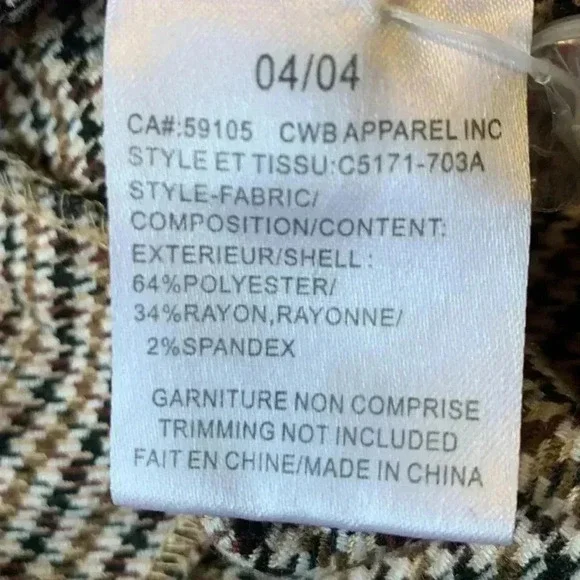 04/04
CA#:59105 CWB APPAREL INC
STYLE ET TISSU:C5171-703A
STYLE-FABRIC/
COMPOSITION/CONTENT:
EXTERIEUR/SHELL:
64%POLYESTER/
34%RAYON,RAYONNE/
2%SPANDEX
GARNITURE NON COMPRISE
TRIMMING NOT INCLUDED
FAIT EN CHINE/MADE IN CHINA